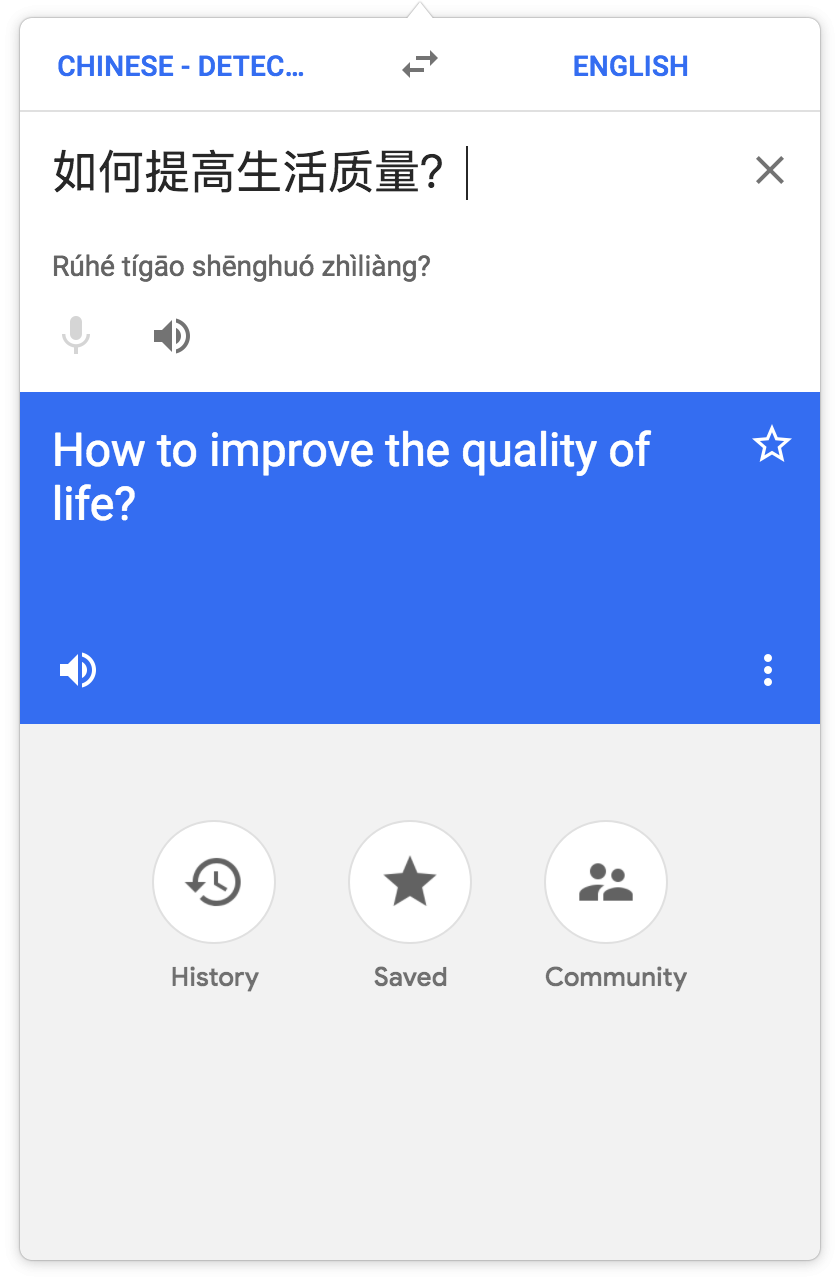 CHINESE - DETEC... ENGLISH
如何提高生活质量?
Rúhé tígāo shēnghuó zhìliàng?
How to improve the quality of
life?
History Saved Community